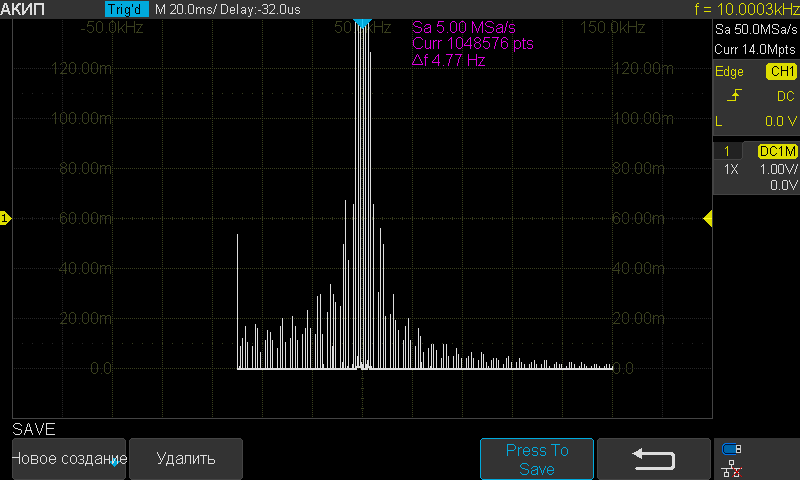 АКИП Trig'd M 20.0ms/ Delay:-32.0us f = 10.0003kHz
-50.0kHz 50.0kHz 150.0kHz
Sa 5.00 MSa/s
Curr 1048576 pts
Δf 4.77 Hz
Sa 50.0MSa/s
Curr 14.0Mpts
Edge CH1
DC
L 0.0 V
1 DC1M
1X 1.00V/
0.0V
120.00m 120.00m
100.00m 100.00m
80.00m 80.00m
1 60.00m 60.00m
40.00m 40.00m
20.00m 20.00m
0.0 0.0
SAVE
Новое создание Удалить Press To Save